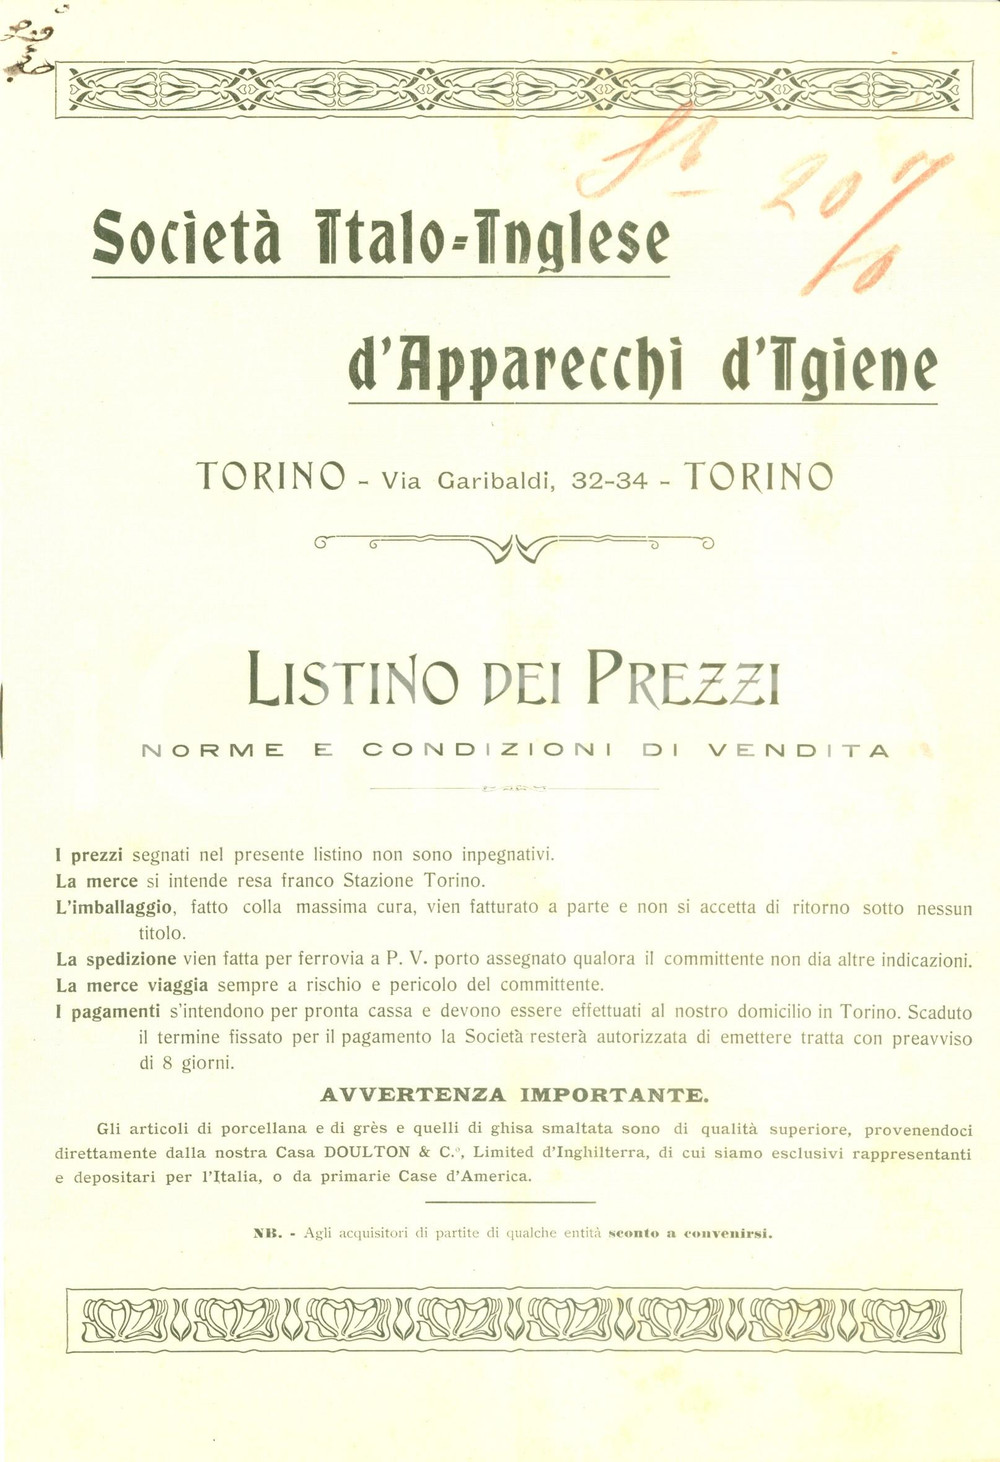 St 20%
Società Italo-Inglese
d'Apparecchi d'Igiene
TORINO - Via Garibaldi, 32-34 - TORINO
LISTINO DEI PREZZI
NORME E CONDIZIONI DI VENDITA
I prezzi segnati nel presente listino non sono inpegnativi.
La merce si intende resa franco Stazione Torino.
L'imballaggio, fatto colla massima cura, vien fatturato a parte e non si accetta di ritorno sotto nessun
titolo.
La spedizione vien fatta per ferrovia a P. V. porto assegnato qualora il committente non dia altre indicazioni.
La merce viaggia sempre a rischio e pericolo del committente.
I pagamenti s'intendono per pronta cassa e devono essere effettuati al nostro domicilio in Torino. Scaduto
il termine fissato per il pagamento la Società resterà autorizzata di emettere tratta con preavviso
di 8 giorni.
AVVERTENZA IMPORTANTE.
Gli articoli di porcellana e di grès e quelli di ghisa smaltata sono di qualità superiore, provenendoci
direttamente dalla nostra Casa DOULTON & C.º, Limited d'Inghilterra, di cui siamo esclusivi rappresentanti
e depositari per l'Italia, o da primarie Case d'America.
NB. - Agli acquisitori di partite di qualche entità sconto a convenirsi.